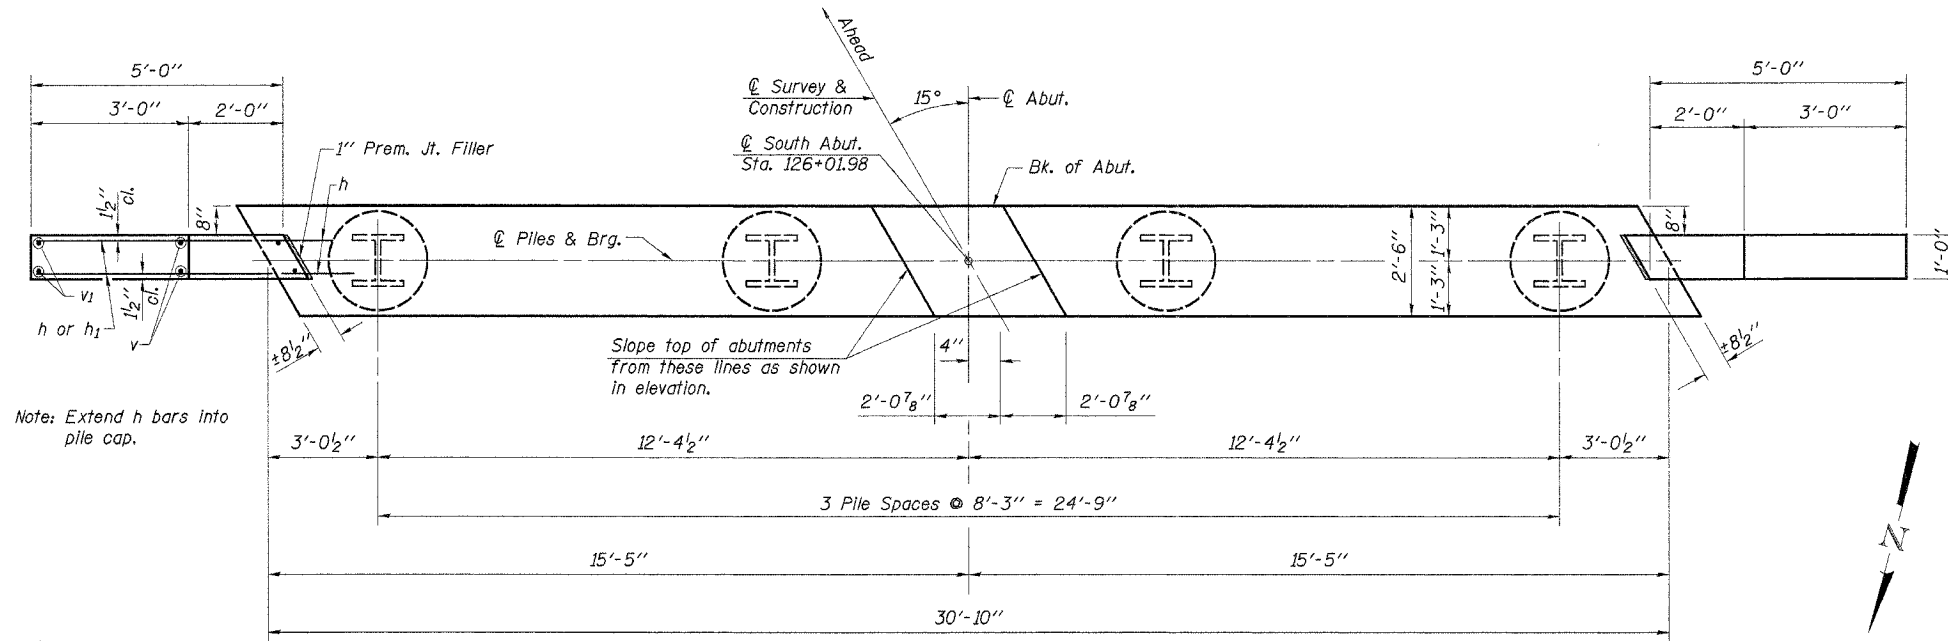 Ahead
5'-0"
3'-0"
2'-0"
1" Prem. Jt. Filler
h
1½" cl.
8"
℄ Survey &
Construction
15°
℄ Abut.
℄ South Abut.
Sta. 126+01.98
Bk. of Abut.
5'-0"
2'-0"
3'-0"
8"
1'-0"
℄ Piles & Brg.
2'-6"
1'-3"
1'-3"
v1
h or h1
1½" cl.
v
±8½"
±8½"
Slope top of abutments
from these lines as shown
in elevation.
4"
2'-0⅞"
2'-0⅞"
Note: Extend h bars into
pile cap.
3'-0½"
12'-4½"
12'-4½"
3'-0½"
3 Pile Spaces @ 8'-3" = 24'-9"
15'-5"
15'-5"
30'-10"
N